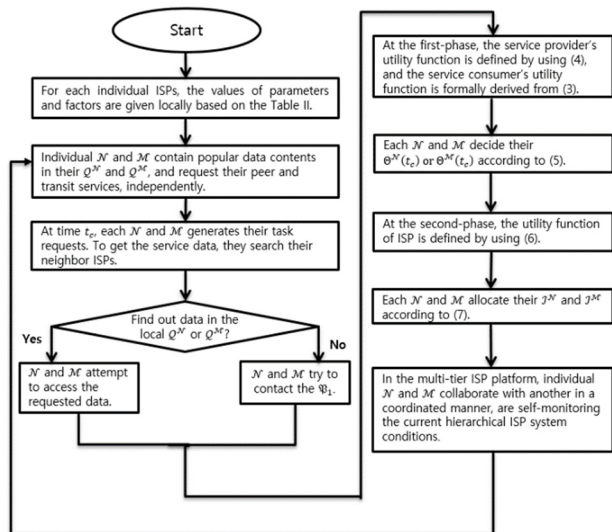 Start
For each individual ISPs, the values of parameters
and factors are given locally based on the Table II.
Individual 𝒩 and ℳ contain popular data contents
in their 𝒬^𝒩 and 𝒬^ℳ, and request their peer and
transit services, independently.
At time t_c, each 𝒩 and ℳ generates their task
requests. To get the service data, they search their
neighbor ISPs.
Find out data in the
local 𝒬^𝒩 or 𝒬^ℳ?
Yes
No
𝒩 and ℳ attempt
to access the
requested data.
𝒩 and ℳ try to
contact the 𝔓₁.
At the first-phase, the service provider's
utility function is defined by using (4),
and the service consumer's utility
function is formally derived from (3).
Each 𝒩 and ℳ decide their
Θ^𝒩(t_c) or Θ^ℳ(t_c) according to (5).
At the second-phase, the utility function
of ISP is defined by using (6).
Each 𝒩 and ℳ allocate their ℐ^𝒩 and ℐ^ℳ
according to (7).
In the multi-tier ISP platform, individual
𝒩 and ℳ collaborate with another in a
coordinated manner, are self-monitoring
the current hierarchical ISP system
conditions.